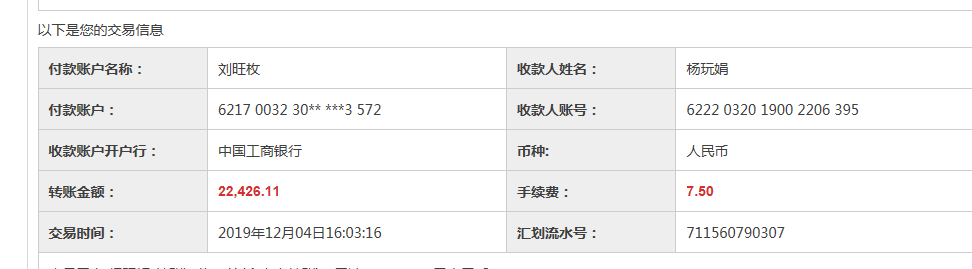 以下是您的交易信息
付款账户名称： 刘旺枚 收款人姓名： 杨玩娟
付款账户： 6217 0032 30** ***3 572 收款人账号： 6222 0320 1900 2206 395
收款账户开户行： 中国工商银行 币种: 人民币
转账金额： 22,426.11 手续费： 7.50
交易时间： 2019年12月04日16:03:16 汇划流水号： 711560790307